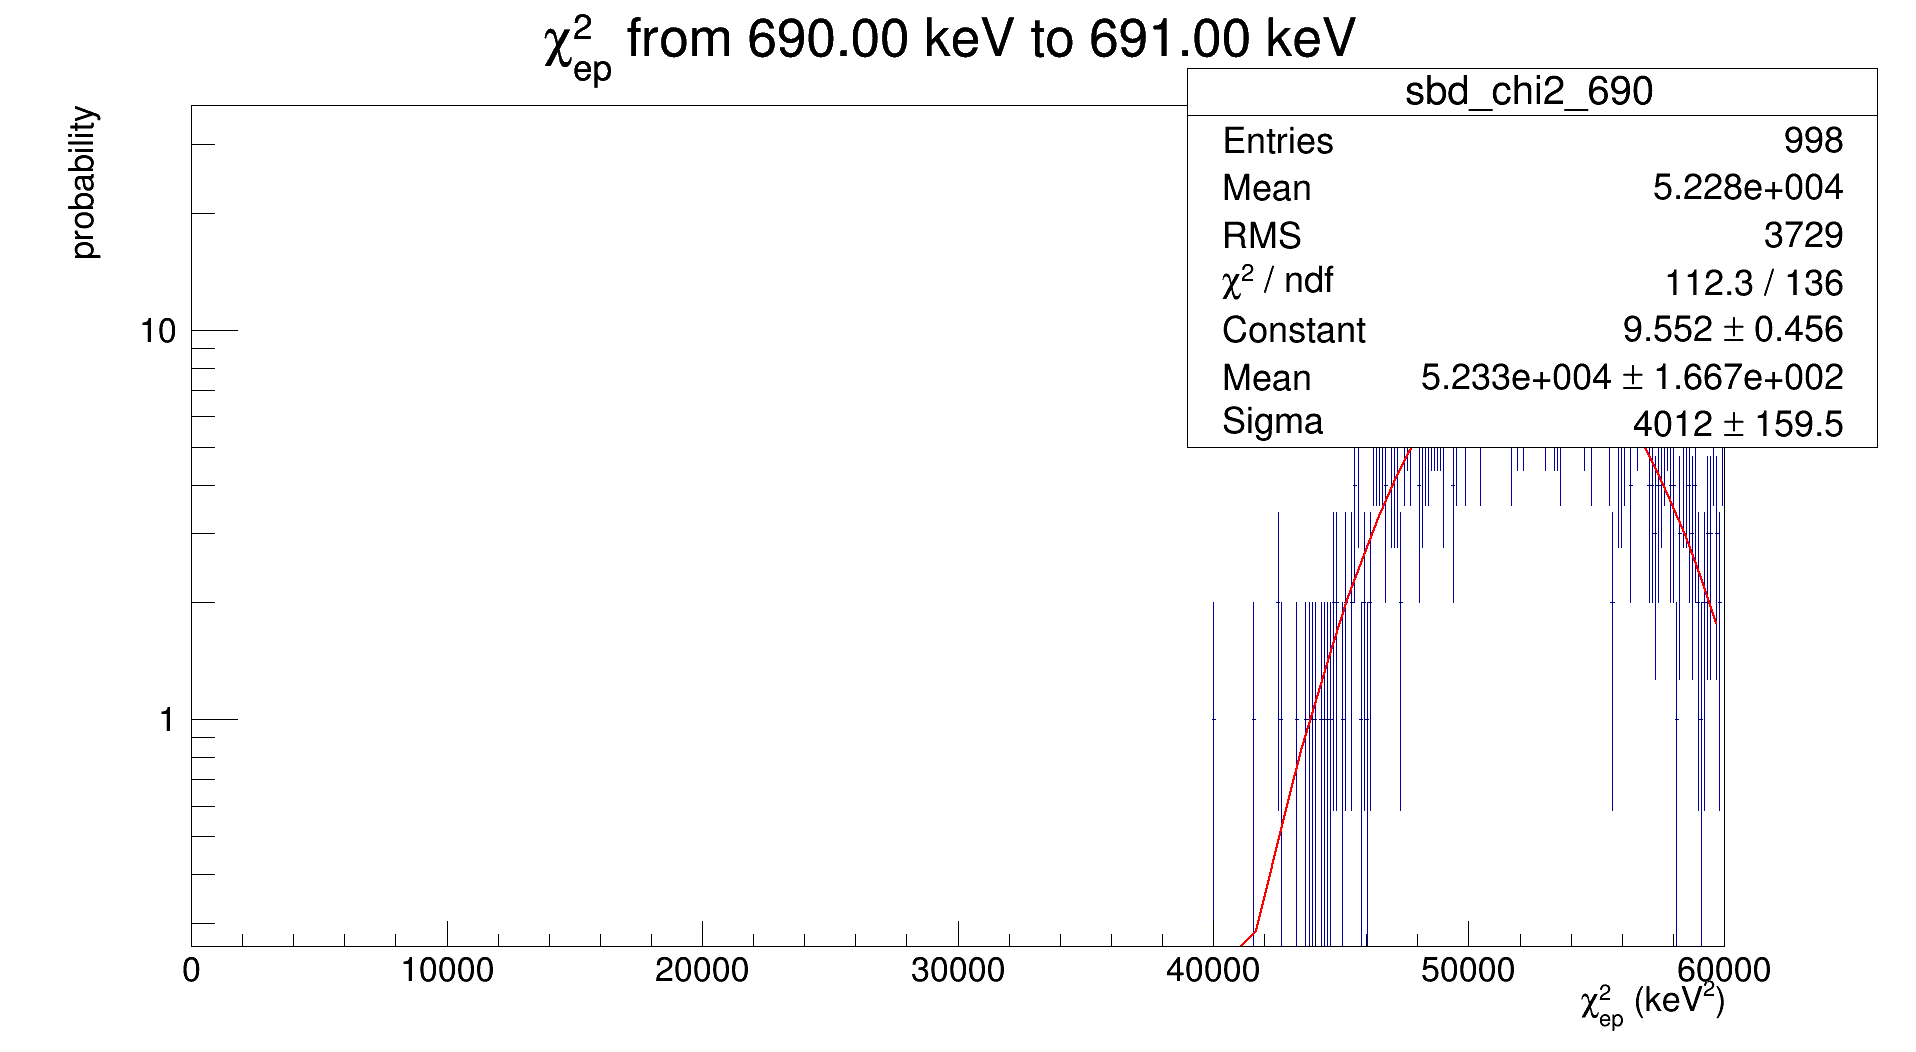 χ²ep from 690.00 keV to 691.00 keV
probability
sbd_chi2_690
Entries 998
Mean 5.228e+004
RMS 3729
χ² / ndf 112.3 / 136
Constant 9.552 ± 0.456
Mean 5.233e+004 ± 1.667e+002
Sigma 4012 ± 159.5
10
1
0 10000 20000 30000 40000 50000 60000
χ²ep (keV²)